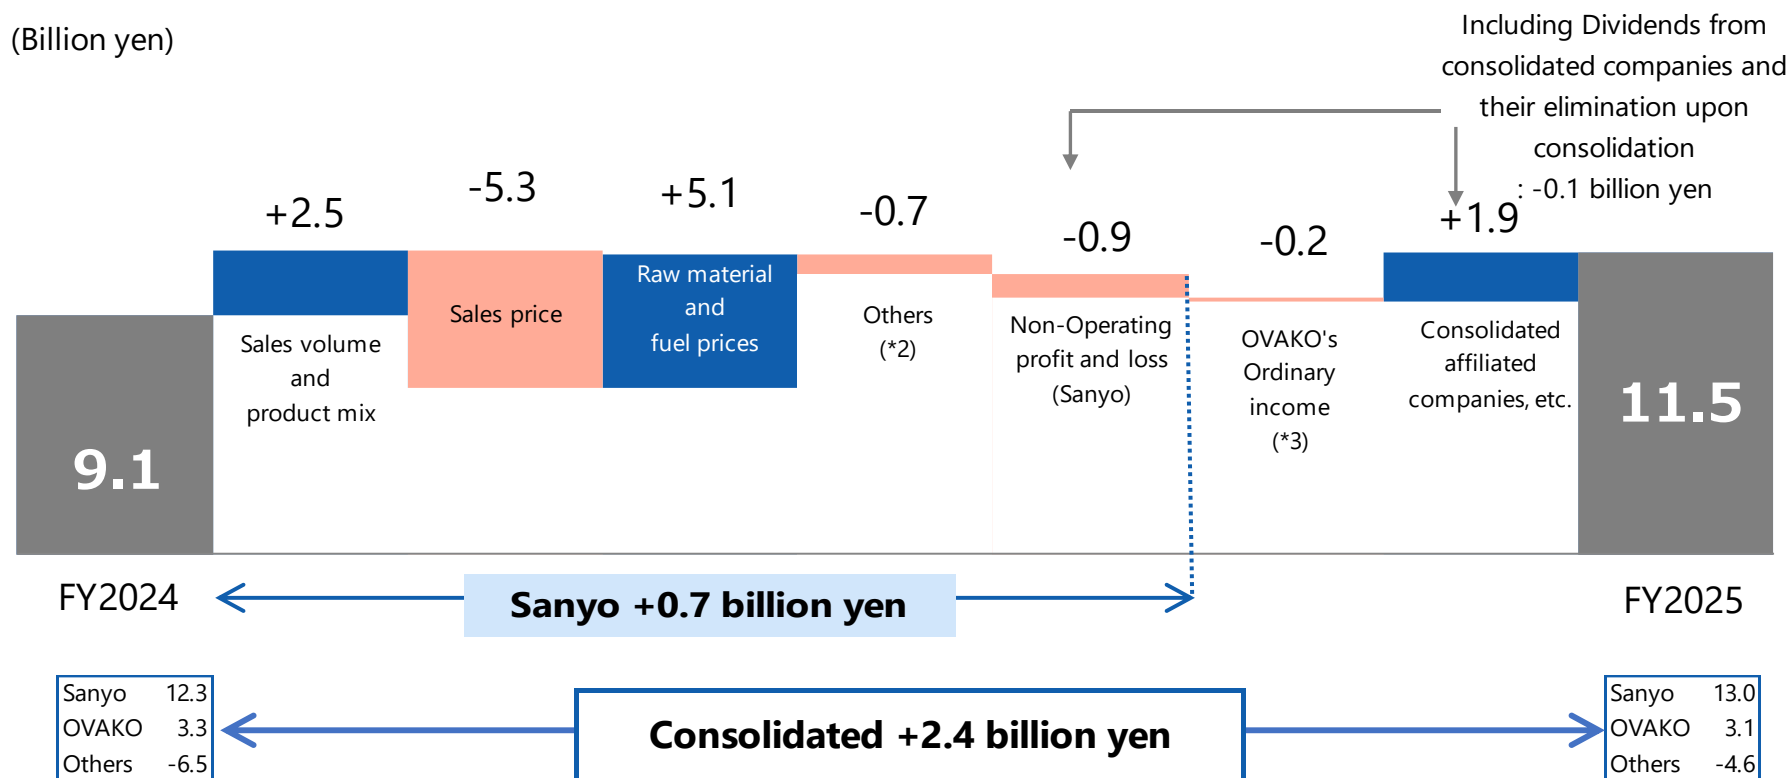 (Billion yen)
Including Dividends from
consolidated companies and
their elimination upon
consolidation
: -0.1 billion yen
+2.5
-5.3
+5.1
-0.7
-0.9
-0.2
+1.9
Sales volume
and
product mix
Sales price
Raw material
and
fuel prices
Others
(*2)
Non-Operating
profit and loss
(Sanyo)
OVAKO's
Ordinary
income
(*3)
Consolidated
affiliated
companies, etc.
9.1
11.5
FY2024
Sanyo +0.7 billion yen
FY2025
Sanyo 12.3
OVAKO 3.3
Others -6.5
Consolidated +2.4 billion yen
Sanyo 13.0
OVAKO 3.1
Others -4.6